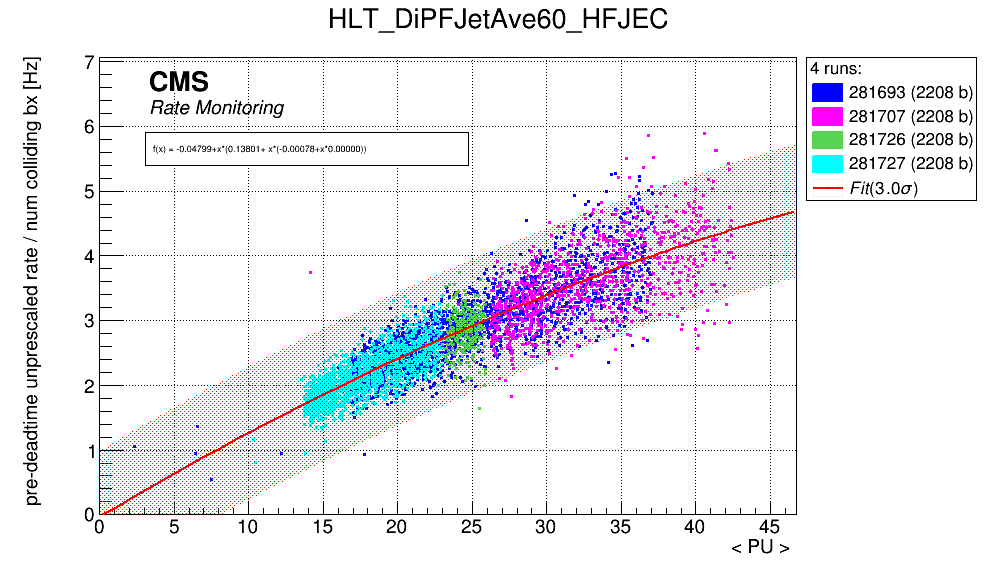 HLT_DiPFJetAve60_HFJEC
pre-deadtime unprescaled rate / num colliding bx [Hz]
CMS
Rate Monitoring
f(x) = -0.04799+x*(0.13801+ x*(-0.00078+x*0.00000))
7
6
5
4
3
2
1
0
0 5 10 15 20 25 30 35 40 45
< PU >
4 runs:
281693 (2208 b)
281707 (2208 b)
281726 (2208 b)
281727 (2208 b)
Fit(3.0σ)